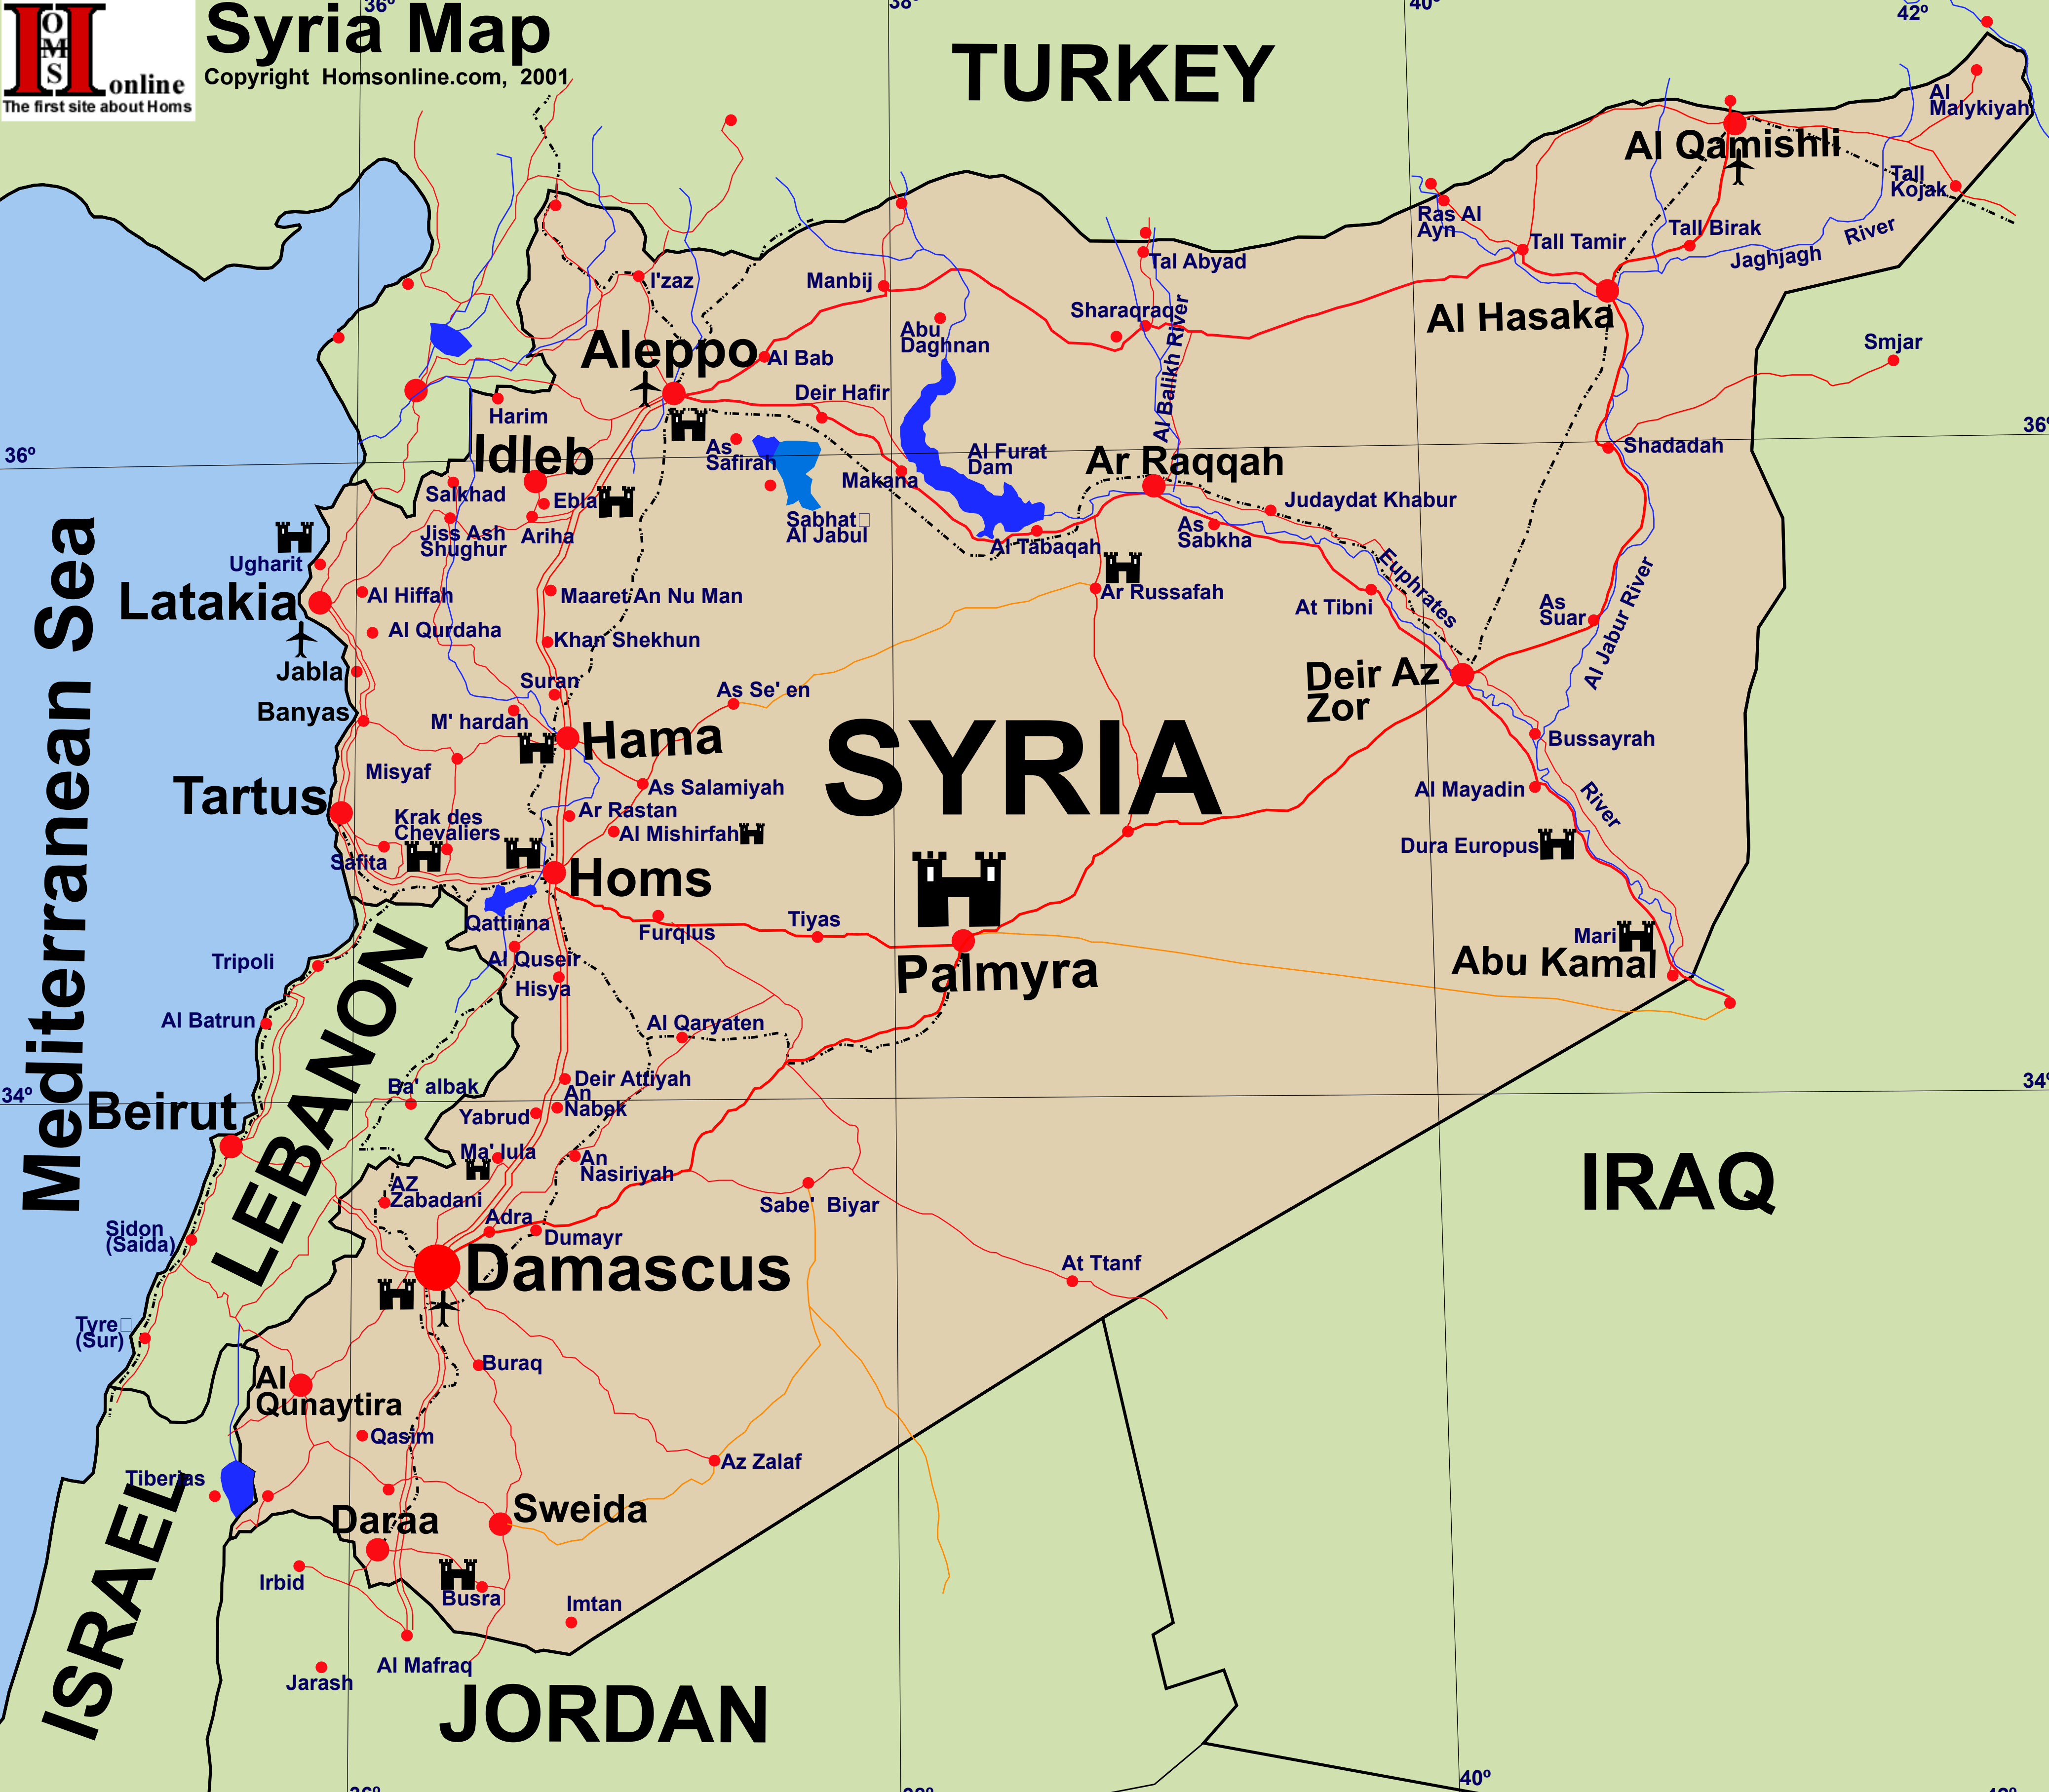 H
O
M
S
online
The first site about Homs
Syria Map
Copyright Homsonline.com, 2001
36º
38º
40º
42º
TURKEY
Al
Malykiyah
Al Qamishli
Tall
Kojak
Ras Al
Ayn
Tall Tamir
Tall Birak
River
Jaghjagh
I'zaz
Manbij
Tal Abyad
Sharaqraq
Al Hasaka
Abu
Daghnan
Smjar
Aleppo
Al Bab
Al Balikh River
Deir Hafir
Harim
Idleb
As
Safirah
Al Furat
Dam
Ar Raqqah
Shadadah
36º
36º
Salkhad
Ebla
Makana
Judaydat Khabur
Jiss Ash
Shughur
Ariha
Sabhat
Al Jabul
Al Tabaqah
As
Sabkha
Ugharit
Latakia
Al Hiffah
Maaret An Nu Man
Ar Russafah
At Tibni
Euphrates
As
Suar
Al Jabur River
Al Qurdaha
Khan Shekhun
Jabla
Suran
As Se' en
Deir Az
Zor
Banyas
M' hardah
Hama
SYRIA
Bussayrah
Misyaf
As Salamiyah
Al Mayadin
River
Tartus
Krak des
Chevaliers
Ar Rastan
Al Mishirfah
Dura Europus
Safita
Homs
Mediterranean Sea
Qattinna
Furqlus
Tiyas
Mari
Abu Kamal
Tripoli
Al Quseir
Hisya
Palmyra
Al Batrun
Al Qaryaten
LEBANON
34º
34º
Ba' albak
Deir Attiyah
An
Nabek
Yabrud
Beirut
Ma' lula
An
Nasiriyah
AZ
Zabadani
Sabe' Biyar
IRAQ
Adra
Dumayr
Sidon
(Saida)
Damascus
At Ttanf
Tyre
(Sur)
Buraq
Al
Qunaytira
Qasim
Az Zalaf
Tiberias
Daraa
Sweida
ISRAEL
Irbid
Busra
Imtan
Al Mafraq
Jarash
JORDAN
36º
38º
40º
42º